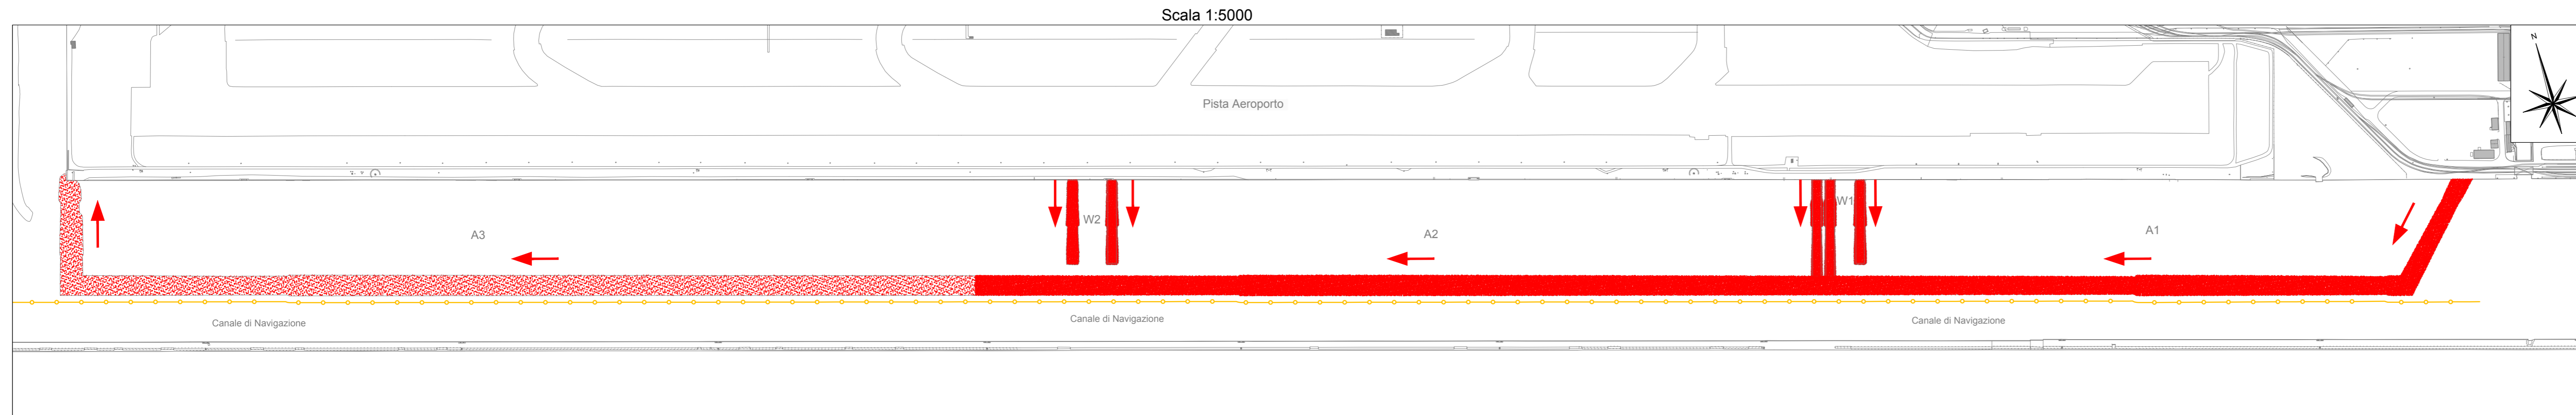 Scala 1:5000
N
Pista Aeroporto
W2
W1
A3
A2
A1
Canale di Navigazione
Canale di Navigazione
Canale di Navigazione